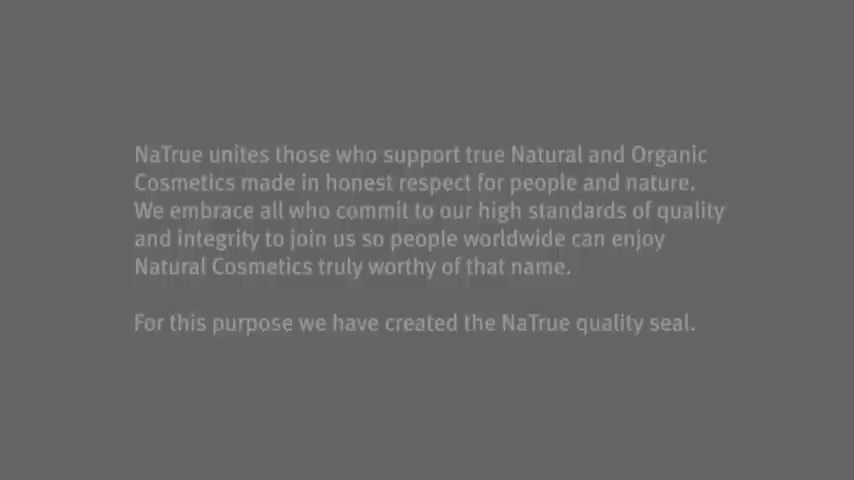 NaTrue unites those who support true Natural and Organic
Cosmetics made in honest respect for people and nature.
We embrace all who commit to our high standards of quality
and integrity to join us so people worldwide can enjoy
Natural Cosmetics truly worthy of that name.
For this purpose we have created the NaTrue quality seal.